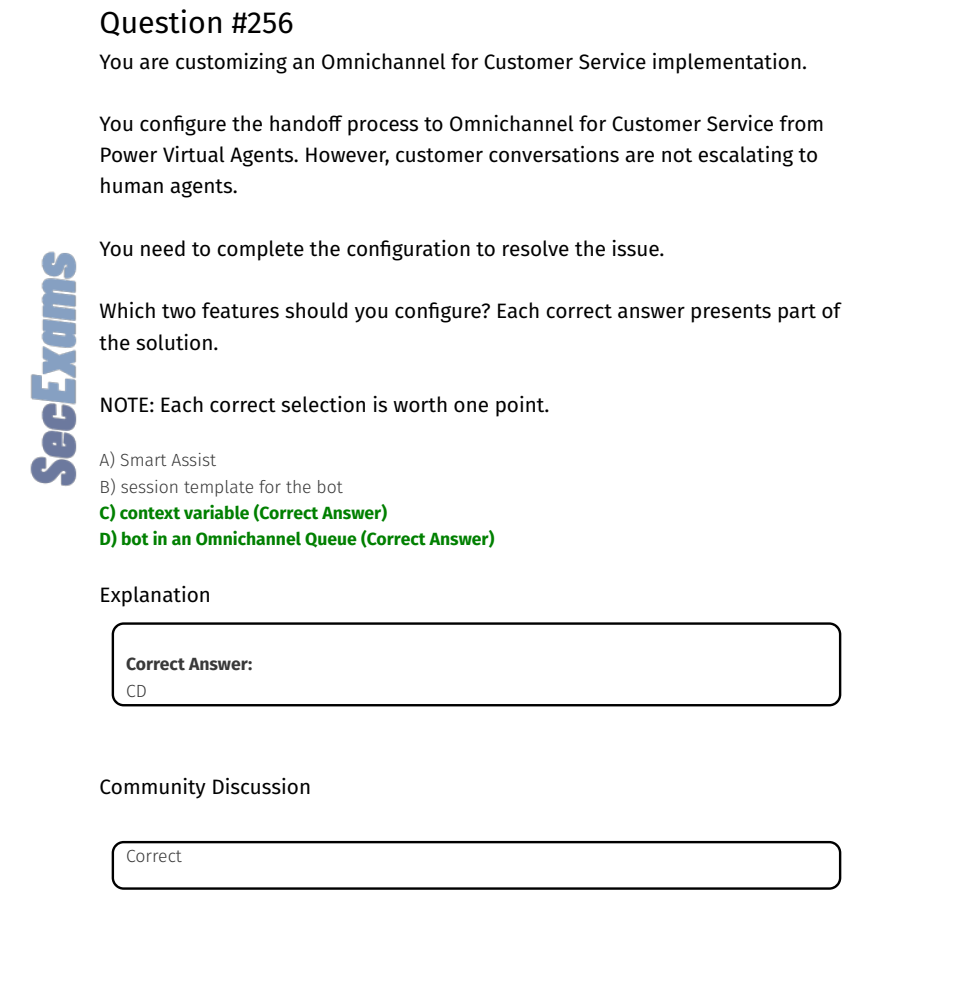 Question #256
You are customizing an Omnichannel for Customer Service implementation.
You configure the handoff process to Omnichannel for Customer Service from
Power Virtual Agents. However, customer conversations are not escalating to
human agents.
You need to complete the configuration to resolve the issue.
Which two features should you configure? Each correct answer presents part of
the solution.
NOTE: Each correct selection is worth one point.
SecExams
A) Smart Assist
B) session template for the bot
C) context variable (Correct Answer)
D) bot in an Omnichannel Queue (Correct Answer)
Explanation
Correct Answer:
CD
Community Discussion
Correct